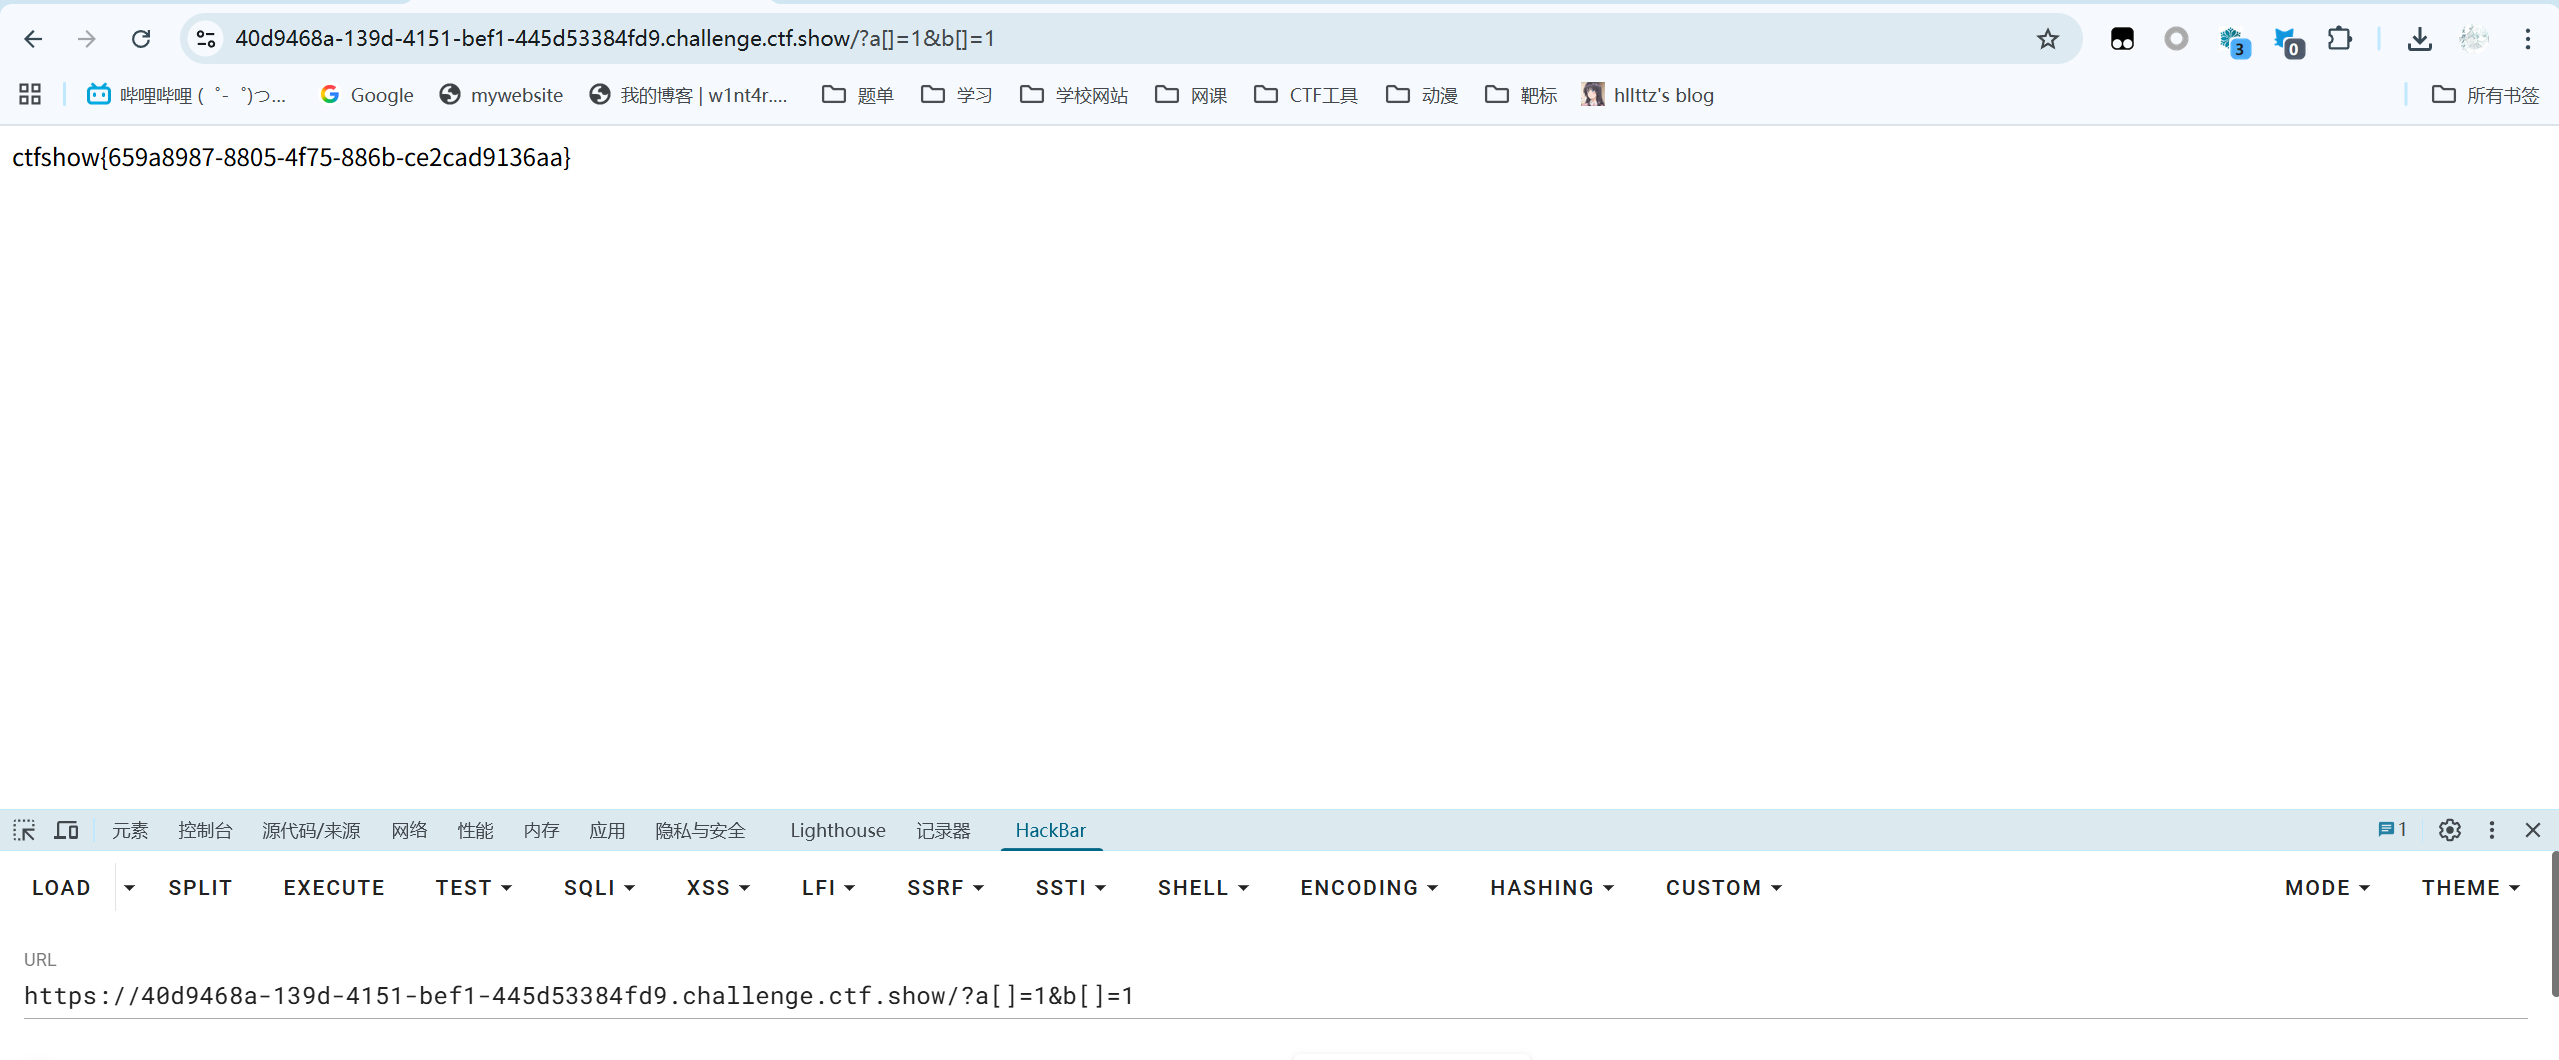 40d9468a-139d-4151-bef1-445d53384fd9.challenge.ctf.show/?a[]=1&b[]=1
3
0
哔哩哔哩 (゜-゜)つ... Google mywebsite 我的博客 | w1nt4r.... 题单 学习 学校网站 网课 CTF工具 动漫 靶标 hllttz's blog 所有书签
ctfshow{659a8987-8805-4f75-886b-ce2cad9136aa}
元素 控制台 源代码/来源 网络 性能 内存 应用 隐私与安全 Lighthouse 记录器 HackBar 1
LOAD SPLIT EXECUTE TEST SQLI XSS LFI SSRF SSTI SHELL ENCODING HASHING CUSTOM MODE THEME
URL
https://40d9468a-139d-4151-bef1-445d53384fd9.challenge.ctf.show/?a[]=1&b[]=1